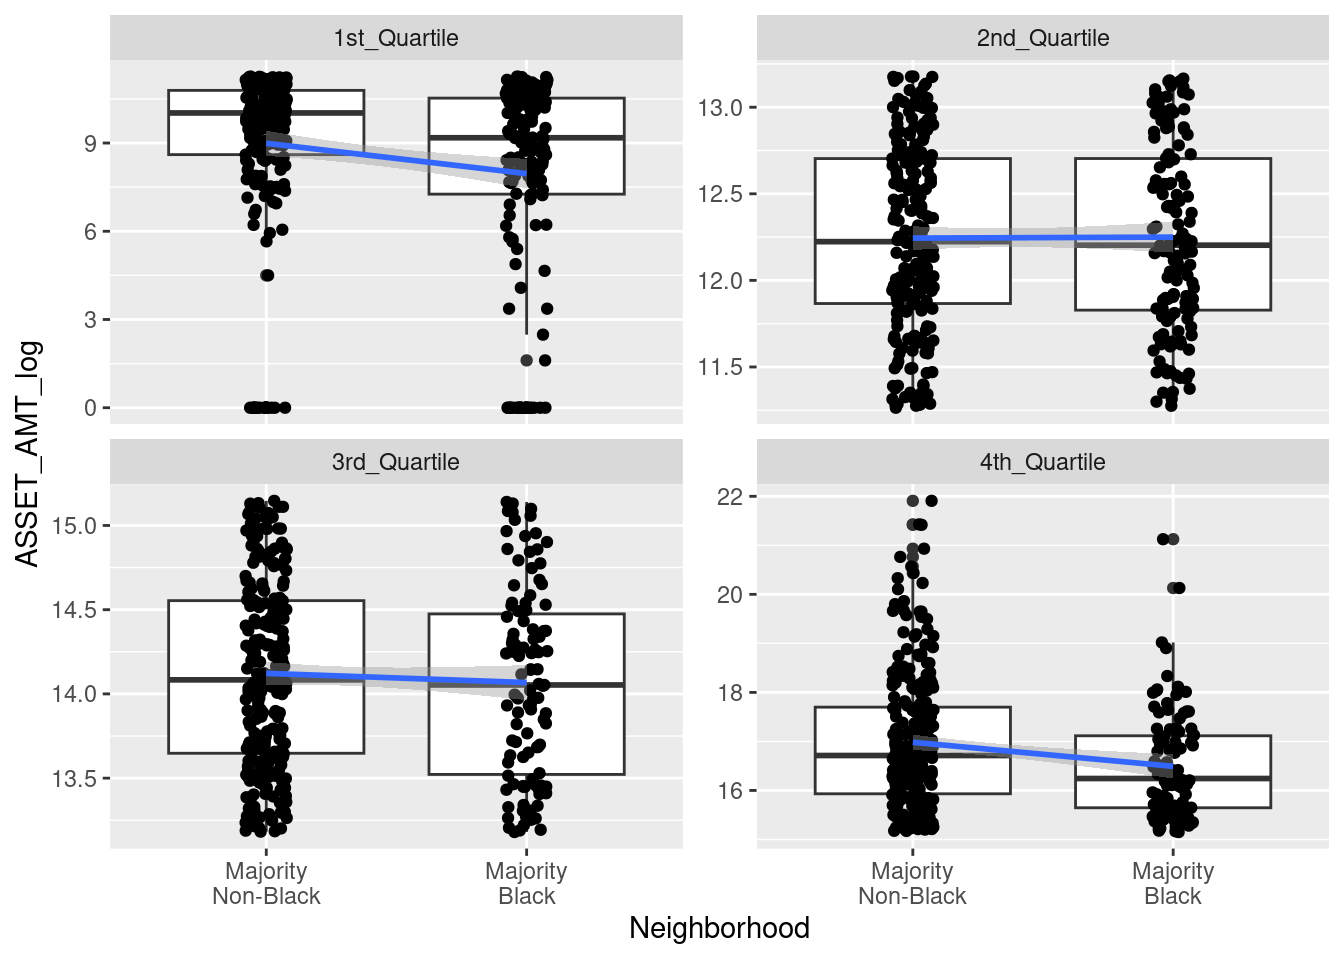 1st_Quartile
2nd_Quartile
9
6
3
0
13.0
12.5
12.0
11.5
ASSET_AMT_log
3rd_Quartile
4th_Quartile
15.0
14.5
14.0
13.5
22
20
18
16
Majority
Non-Black
Majority
Black
Majority
Non-Black
Majority
Black
Neighborhood